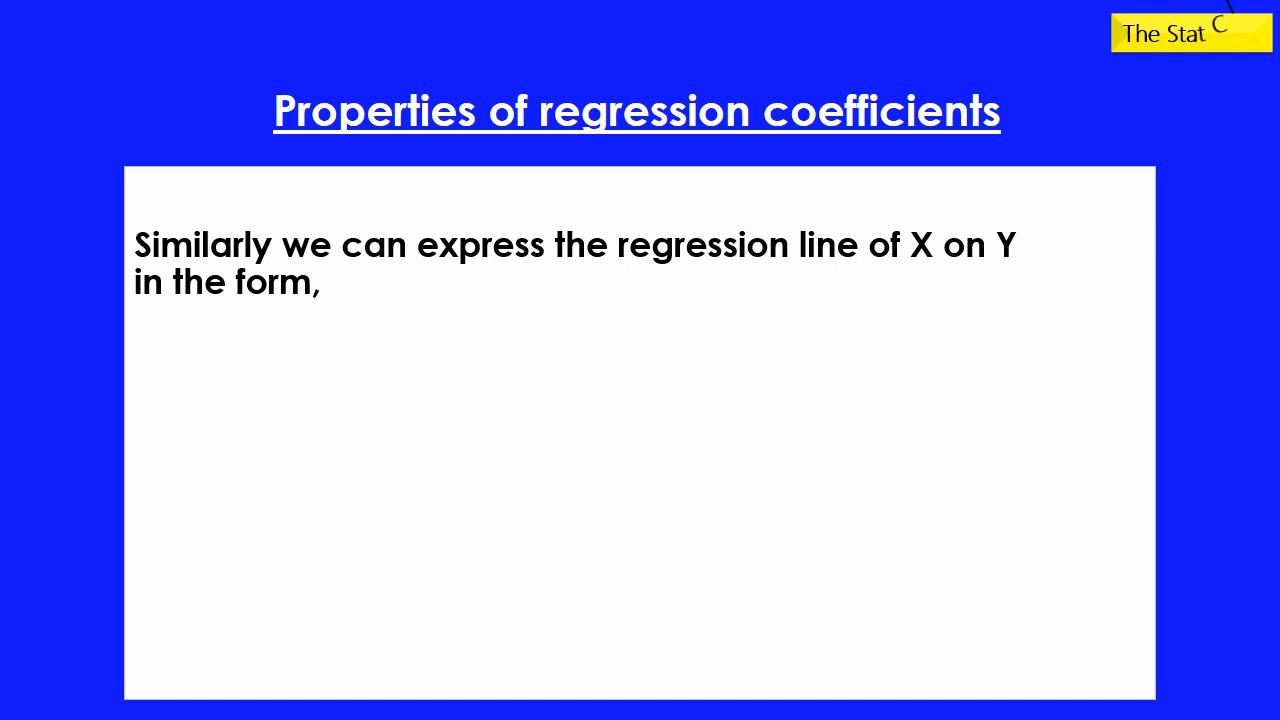 The Stat C
Properties of regression coefficients
Similarly we can express the regression line of X on Y
in the form,